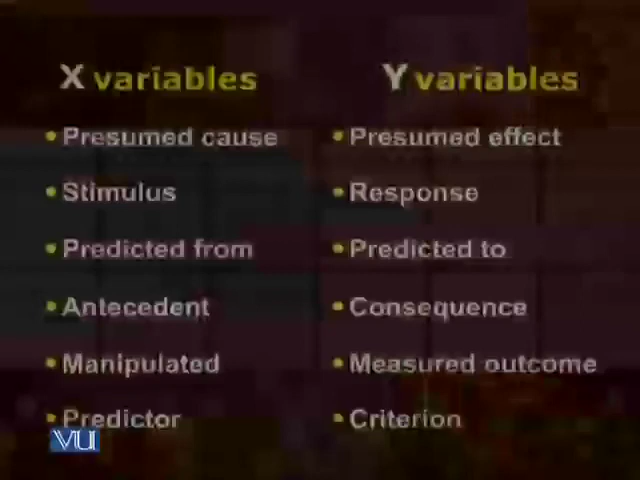 X variables Y variables
• Presumed cause • Presumed effect
• Stimulus • Response
• Predicted from • Predicted to
• Antecedent • Consequence
• Manipulated • Measured outcome
• Predictor • Criterion
VU